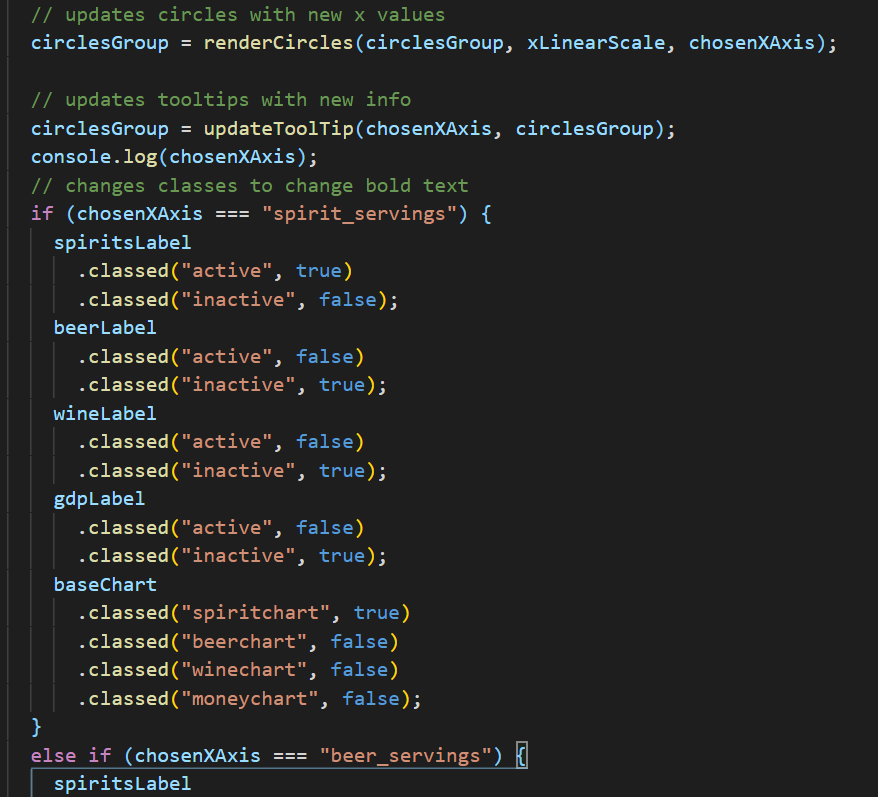 // updates circles with new x values
circlesGroup = renderCircles(circlesGroup, xLinearScale, chosenXAxis);
// updates tooltips with new info
circlesGroup = updateToolTip(chosenXAxis, circlesGroup);
console.log(chosenXAxis);
// changes classes to change bold text
if (chosenXAxis === "spirit_servings") {
spiritsLabel
.classed("active", true)
.classed("inactive", false);
beerLabel
.classed("active", false)
.classed("inactive", true);
wineLabel
.classed("active", false)
.classed("inactive", true);
gdpLabel
.classed("active", false)
.classed("inactive", true);
baseChart
.classed("spiritchart", true)
.classed("beerchart", false)
.classed("winechart", false)
.classed("moneychart", false);
}
else if (chosenXAxis === "beer_servings") {
spiritsLabel